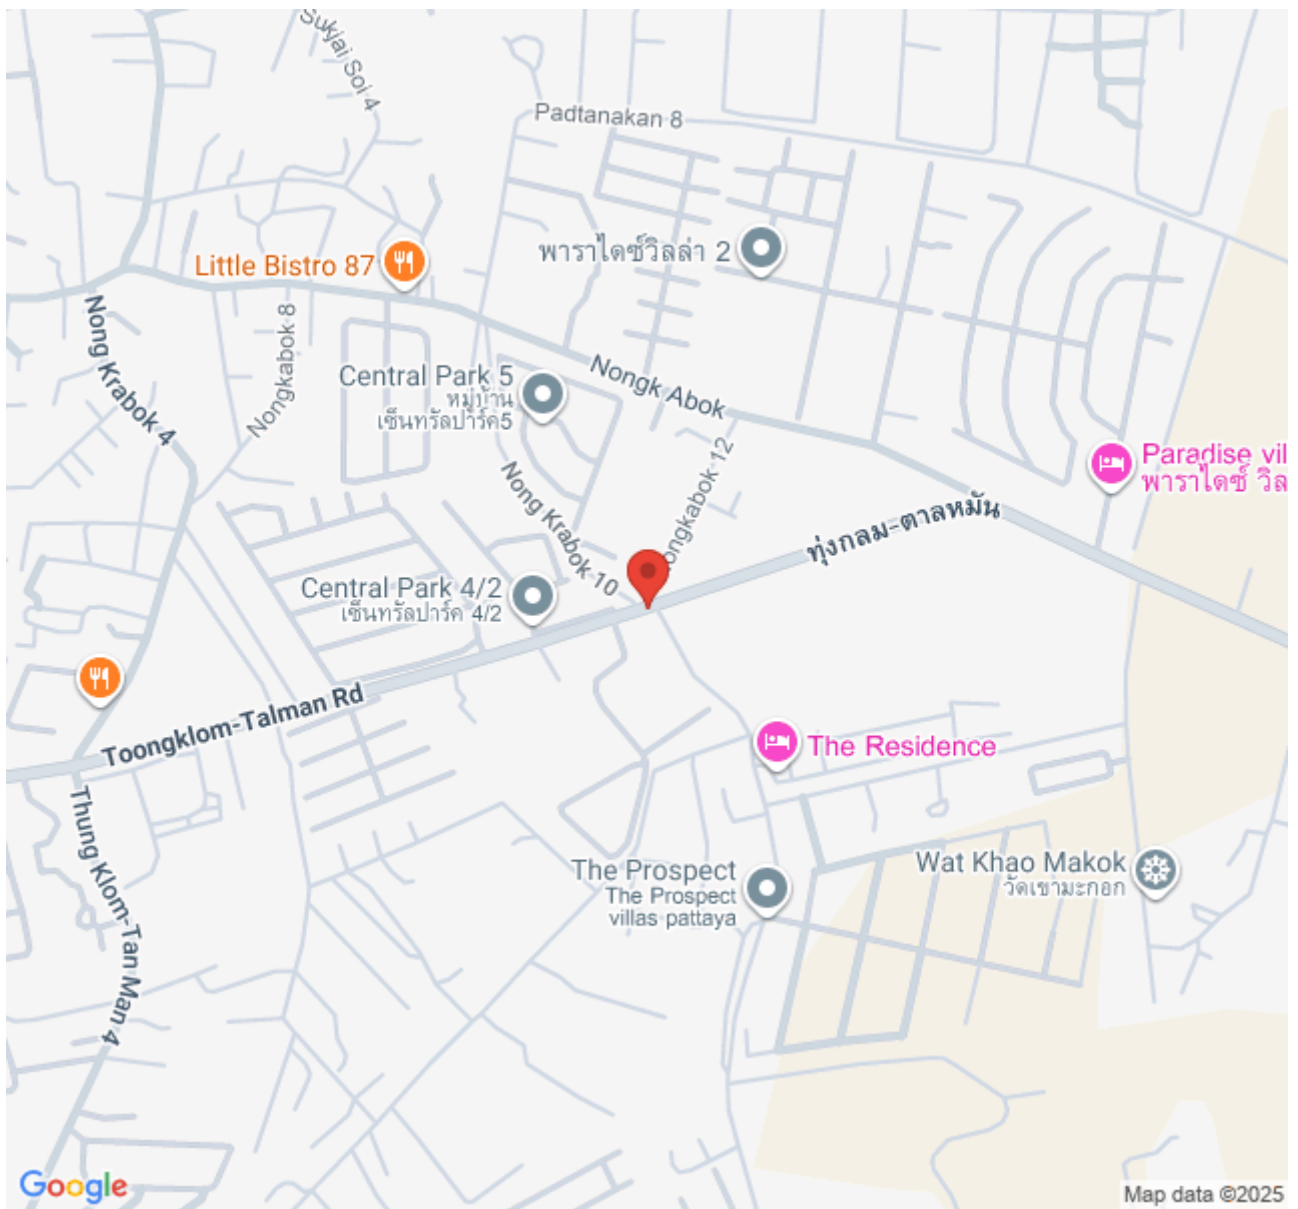 Sukjai Soi 4
Padtanakan 8
พาราไดซ์วิลล่า 2
Little Bistro 87
Nong Krabok 4
Nongkabok 8
Central Park 5
หมู่บ้าน
เซ็นทรัลปาร์ค5
Nongk Abok
Nongkabok 12
Paradise vil
พาราไดซ์ วิล
Nong Krabok 10
ทุ่งกลม-ตาลหมัน
Central Park 4/2
เซ็นทรัลปาร์ค 4/2
Toongklom-Talman Rd
The Residence
Thung Klom-Tan Man 4
The Prospect
The Prospect
villas pattaya
Wat Khao Makok
วัดเขามะกอก
Google
Map data ©2025